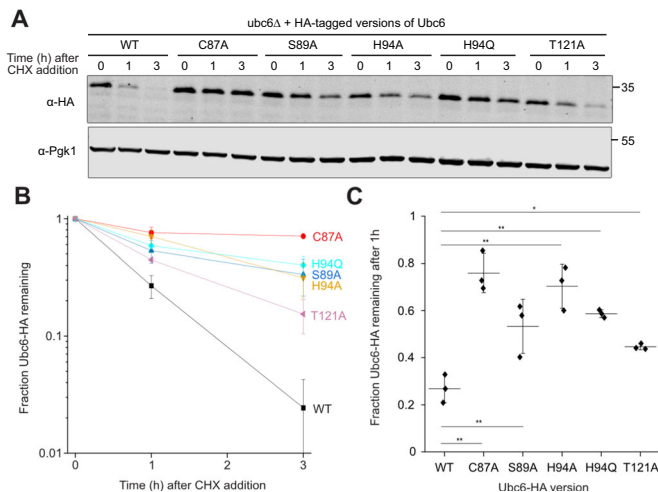 A
ubc6Δ + HA-tagged versions of Ubc6
WT C87A S89A H94A H94Q T121A
Time (h) after
CHX addition
0 1 3 0 1 3 0 1 3 0 1 3 0 1 3 0 1 3
α-HA
35
55
α-Pgk1
B
Fraction Ubc6-HA remaining
1
0.1
0.01
C87A
H94Q
S89A
H94A
T121A
WT
0 1 2 3
Time (h) after CHX addition
C
Fraction Ubc6-HA remaining after 1h
1
0.8
0.6
0.4
0.2
0
*
**
**
**
**
**
WT C87A S89A H94A H94Q T121A
Ubc6-HA version